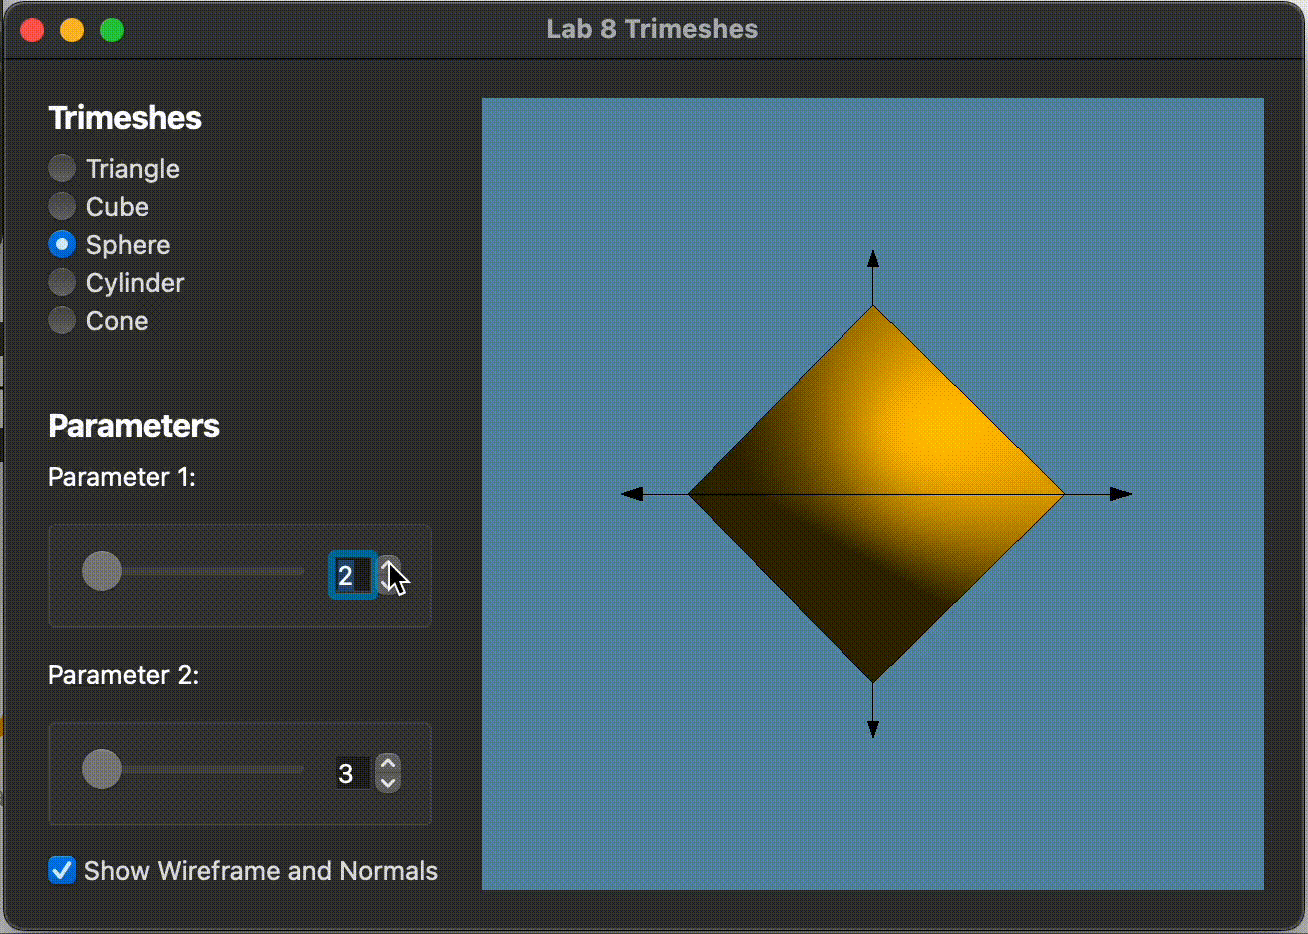 Lab 8 Trimeshes
Trimeshes
Triangle
Cube
Sphere
Cylinder
Cone
Parameters
Parameter 1:
2
Parameter 2:
3
Show Wireframe and Normals